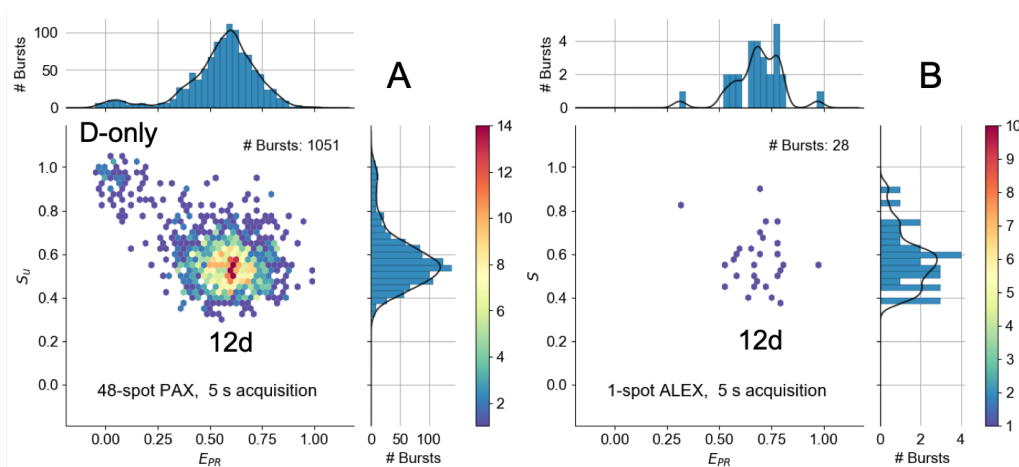 A
# Bursts
100
50
0
D-only
# Bursts: 1051
S_u
1.0
0.8
0.6
0.4
0.2
0.0
12d
48-spot PAX, 5 s acquisition
0.00 0.25 0.50 0.75 1.00
E_PR
0 50 100
# Bursts
14
12
10
8
6
4
2
B
# Bursts
4
2
0
# Bursts: 28
S
1.0
0.8
0.6
0.4
0.2
0.0
12d
1-spot ALEX, 5 s acquisition
0.00 0.25 0.50 0.75 1.00
E_PR
0 2 4
# Bursts
10
9
8
7
6
5
4
3
2
1